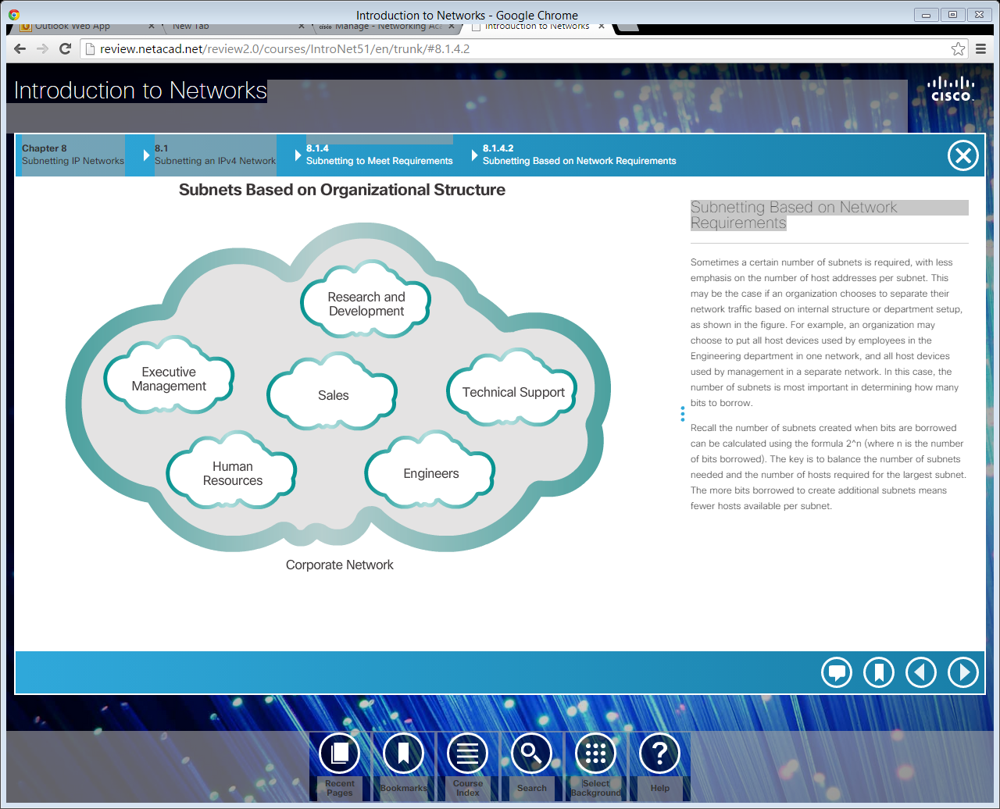 Introduction to Networks - Google Chrome
Outlook Web App
New Tab
cisco Manage - Networking Aca
Introduction to Networks
review.netacad.net/review2.0/courses/IntroNet51/en/trunk/#8.1.4.2
Introduction to Networks
CISCO.
Chapter 8
Subnetting IP Networks
8.1
Subnetting an IPv4 Network
8.1.4
Subnetting to Meet Requirements
8.1.4.2
Subnetting Based on Network Requirements
Subnets Based on Organizational Structure
Research and
Development
Executive
Management
Sales
Technical Support
Human
Resources
Engineers
Corporate Network
Subnetting Based on Network
Requirements
Sometimes a certain number of subnets is required, with less
emphasis on the number of host addresses per subnet. This
may be the case if an organization chooses to separate their
network traffic based on internal structure or department setup,
as shown in the figure. For example, an organization may
choose to put all host devices used by employees in the
Engineering department in one network, and all host devices
used by management in a separate network. In this case, the
number of subnets is most important in determining how many
bits to borrow.
Recall the number of subnets created when bits are borrowed
can be calculated using the formula 2^n (where n is the number
of bits borrowed). The key is to balance the number of subnets
needed and the number of hosts required for the largest subnet.
The more bits borrowed to create additional subnets means
fewer hosts available per subnet.
Recent
Pages
Bookmarks
Course
Index
Search
Select
Background
Help